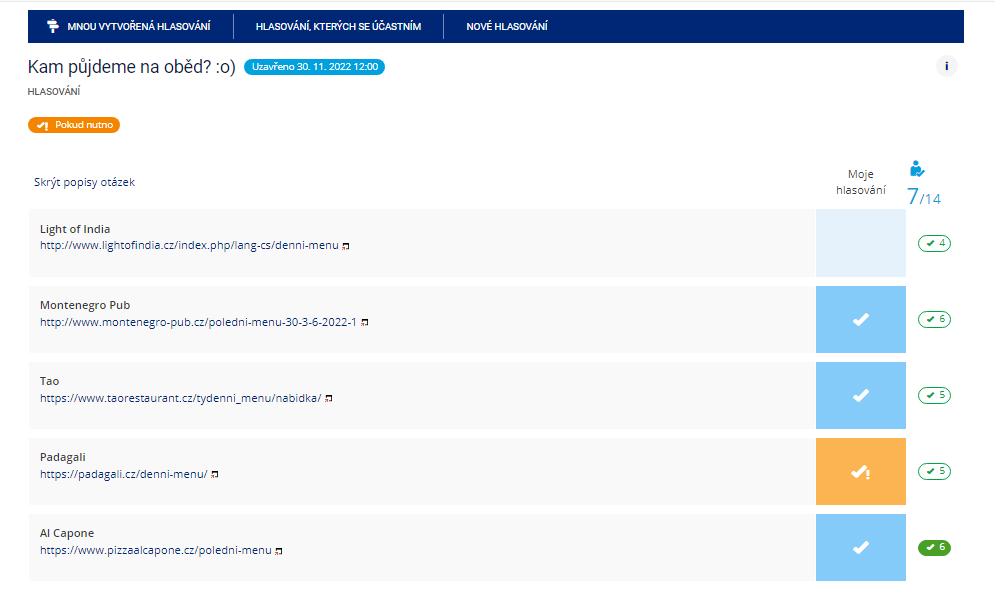 MNOU VYTVOŘENÁ HLASOVÁNÍ
HLASOVÁNÍ, KTERÝCH SE ÚČASTNÍM
NOVÉ HLASOVÁNÍ
Kam půjdeme na oběd? :o)
Uzavřeno 30. 11. 2022 12:00
i
HLASOVÁNÍ
Pokud nutno
Skrýt popisy otázek
Moje
hlasování
7/14
Light of India
http://www.lightofindia.cz/index.php/lang-cs/denni-menu
4
Montenegro Pub
http://www.montenegro-pub.cz/poledni-menu-30-3-6-2022-1
6
Tao
https://www.taorestaurant.cz/tydenni_menu/nabidka/
5
Padagali
https://padagali.cz/denni-menu/
5
Al Capone
https://www.pizzaalcapone.cz/poledni-menu
6